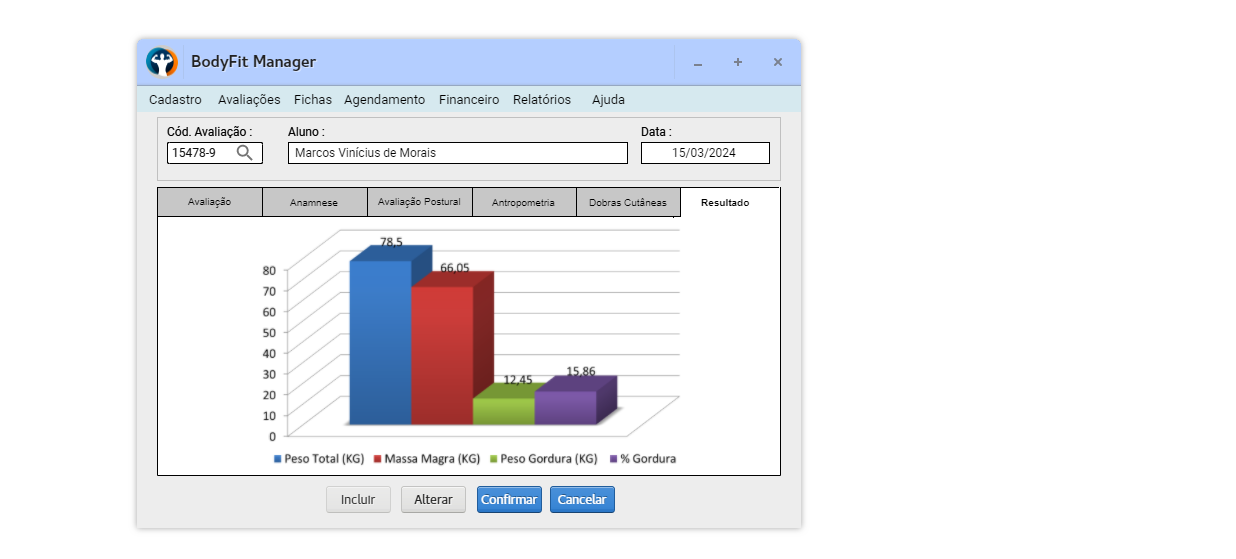 BodyFit Manager
Cadastro Avaliações Fichas Agendamento Financeiro Relatórios Ajuda
Cód. Avaliação : Aluno : Data :
15478-9 Marcos Vinícius de Morais 15/03/2024
Avaliação Anamnese Avaliação Postural Antropometria Dobras Cutâneas Resultado
78,5
66,05
12,45
15,86
80
70
60
50
40
30
20
10
0
Peso Total (KG) Massa Magra (KG) Peso Gordura (KG) % Gordura
Incluir Alterar Confirmar Cancelar